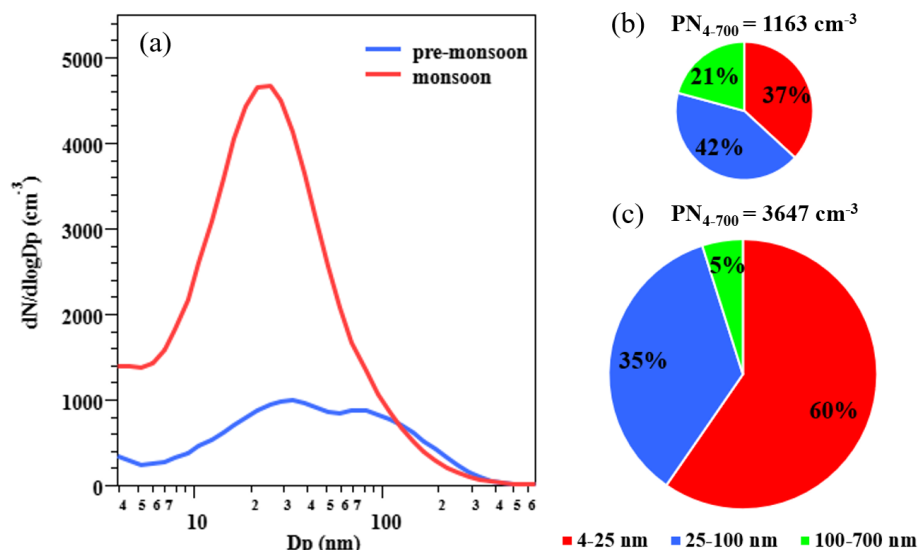 (a)
pre-monsoon
monsoon
dN/dlogDp (cm⁻³)
5000
4000
3000
2000
1000
0
4 5 6 7 2 3 4 5 6 7 2 3 4 5 6
10 100
Dp (nm)
(b) PN₄₋₇₀₀ = 1163 cm⁻³
21%
37%
42%
(c) PN₄₋₇₀₀ = 3647 cm⁻³
5%
35%
60%
4-25 nm 25-100 nm 100-700 nm